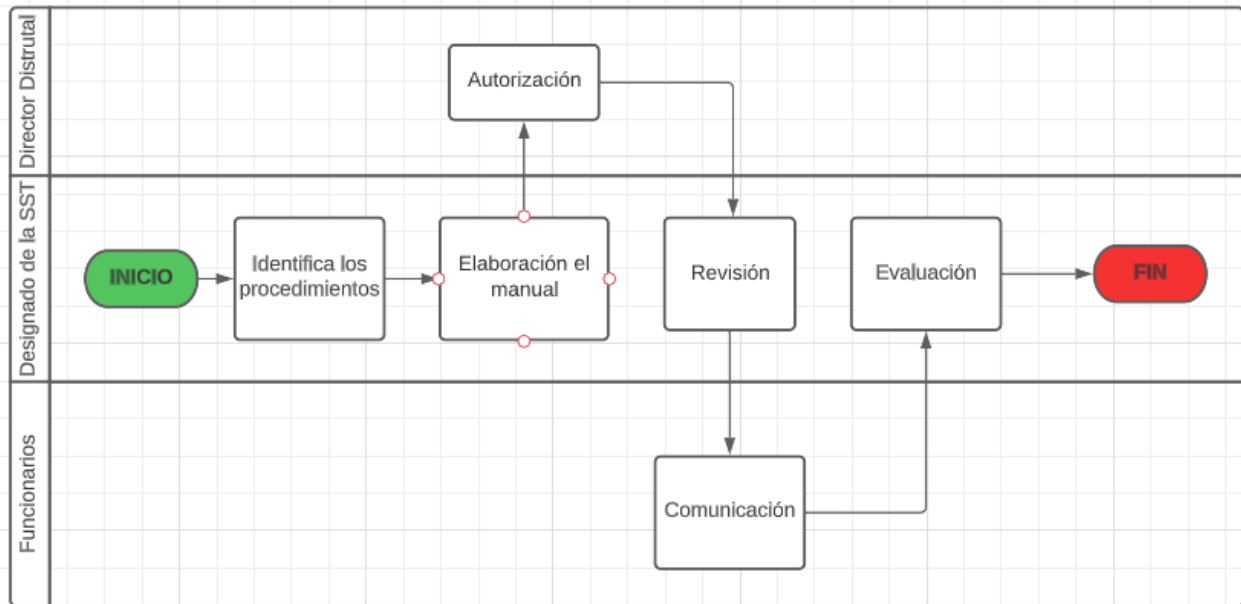 Director Distrutal
Autorización
Designado de la SST
INICIO
Identifica los
procedimientos
Elaboración el
manual
Revisión
Evaluación
FIN
Funcionarios
Comunicación